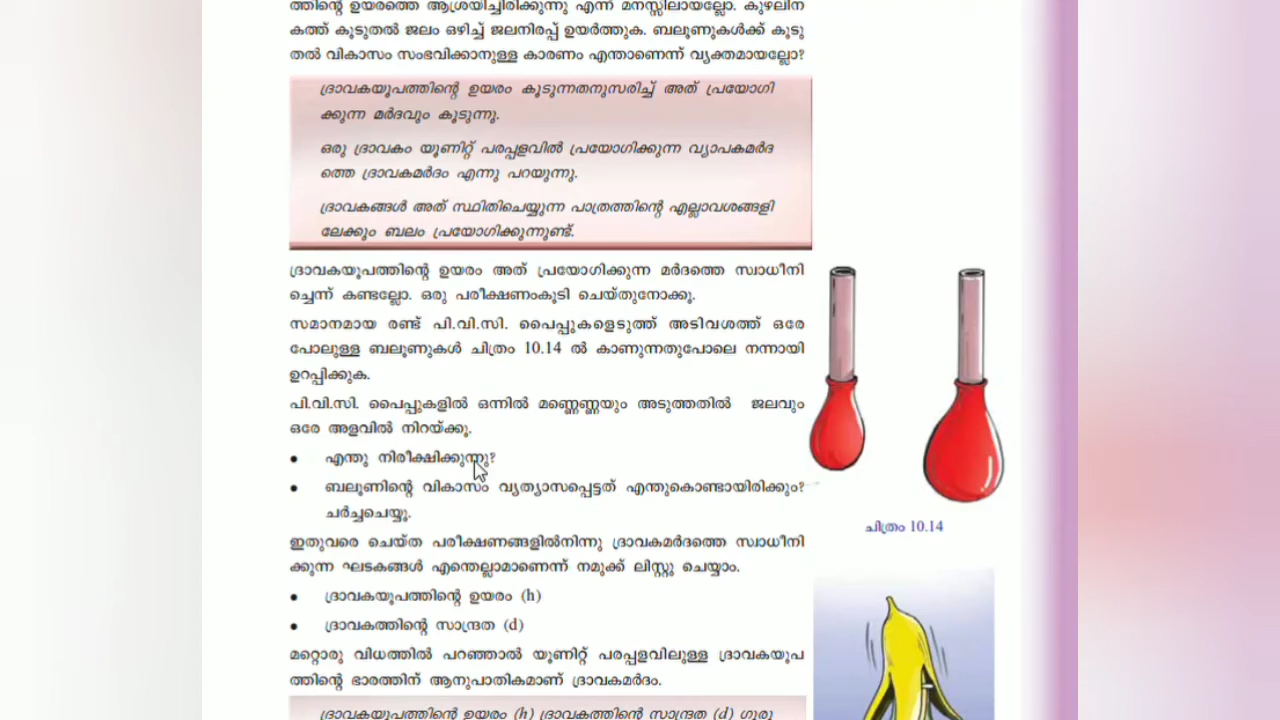 ത്തിന്റെ ഉയരത്തെ ആശ്രയിച്ചിരിക്കുന്നു എന്ന് മനസ്സിലായല്ലോ. കുഴലിന
കത്ത് കൂടുതൽ ജലം ഒഴിച്ച് ജലനിരപ്പ് ഉയർത്തുക. ബലൂണുകൾക്ക് കൂടു
തൽ വികാസം സംഭവിക്കാനുള്ള കാരണം എന്താണെന്ന് വ്യക്തമായല്ലോ?
ദ്രാവകയൂപത്തിന്റെ ഉയരം കൂടുന്നതനുസരിച്ച് അത് പ്രയോഗി
ക്കുന്ന മർദവും കൂടുന്നു.
ഒരു ദ്രാവകം യൂണിറ്റ് പരപ്പളവിൽ പ്രയോഗിക്കുന്ന വ്യാപകമർദ
ത്തെ ദ്രാവകമർദം എന്നു പറയുന്നു.
ദ്രാവകങ്ങൾ അത് സ്ഥിതിചെയ്യുന്ന പാത്രത്തിന്റെ എല്ലാവശങ്ങളി
ലേക്കും ബലം പ്രയോഗിക്കുന്നുണ്ട്.
ദ്രാവകയൂപത്തിന്റെ ഉയരം അത് പ്രയോഗിക്കുന്ന മർദത്തെ സ്വാധീനി
ച്ചെന്ന് കണ്ടല്ലോ. ഒരു പരീക്ഷണംകൂടി ചെയ്തുനോക്കൂ.
സമാനമായ രണ്ട് പി.വി.സി. പൈപ്പുകളെടുത്ത് അടിവശത്ത് ഒരേ
പോലുള്ള ബലൂണുകൾ ചിത്രം 10.14 ൽ കാണുന്നതുപോലെ നന്നായി
ഉറപ്പിക്കുക.
പി.വി.സി. പൈപ്പുകളിൽ ഒന്നിൽ മണ്ണെണ്ണയും അടുത്തതിൽ ജലവും
ഒരേ അളവിൽ നിറയ്ക്കൂ.
• എന്തു നിരീക്ഷിക്കുന്നു?
• ബലൂണിന്റെ വികാസം വ്യത്യാസപ്പെട്ടത് എന്തുകൊണ്ടായിരിക്കും?
ചർച്ചചെയ്യൂ.
ചിത്രം 10.14
ഇതുവരെ ചെയ്ത പരീക്ഷണങ്ങളിൽനിന്നു ദ്രാവകമർദത്തെ സ്വാധീനി
ക്കുന്ന ഘടകങ്ങൾ എന്തെല്ലാമാണെന്ന് നമുക്ക് ലിസ്റ്റു ചെയ്യാം.
• ദ്രാവകയൂപത്തിന്റെ ഉയരം (h)
• ദ്രാവകത്തിന്റെ സാന്ദ്രത (d)
മറ്റൊരു വിധത്തിൽ പറഞ്ഞാൽ യൂണിറ്റ് പരപ്പളവിലുള്ള ദ്രാവകയൂപ
ത്തിന്റെ ഭാരത്തിന് ആനുപാതികമാണ് ദ്രാവകമർദം.
ദ്രാവകയൂപത്തിന്റെ ഉയരം (h) ദ്രാവകത്തിൻ സാന്ദ്രത (d) ഗുരു